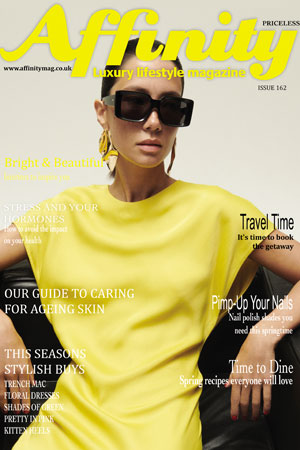 PRICELESS
Affinity
www.affinitymag.co.uk
Luxury lifestyle magazine
ISSUE 162
Bright & Beautiful
STRESS AND YOUR
HORMONES
How to avoid the impact
on your health
Travel Time
It's time to book
the getaway
OUR GUIDE TO CARING
FOR AGEING SKIN
Pimp-Up Your Nails
Nail polish shades you
need this springtime
THIS SEASONS
STYLISH BUYS
TRENCH MAC
FLORAL DRESSES
SHADES OF GREEN
PRETTY IN PINK
KITTEN HEELS
Time to Dine
Spring recipes everyone will love